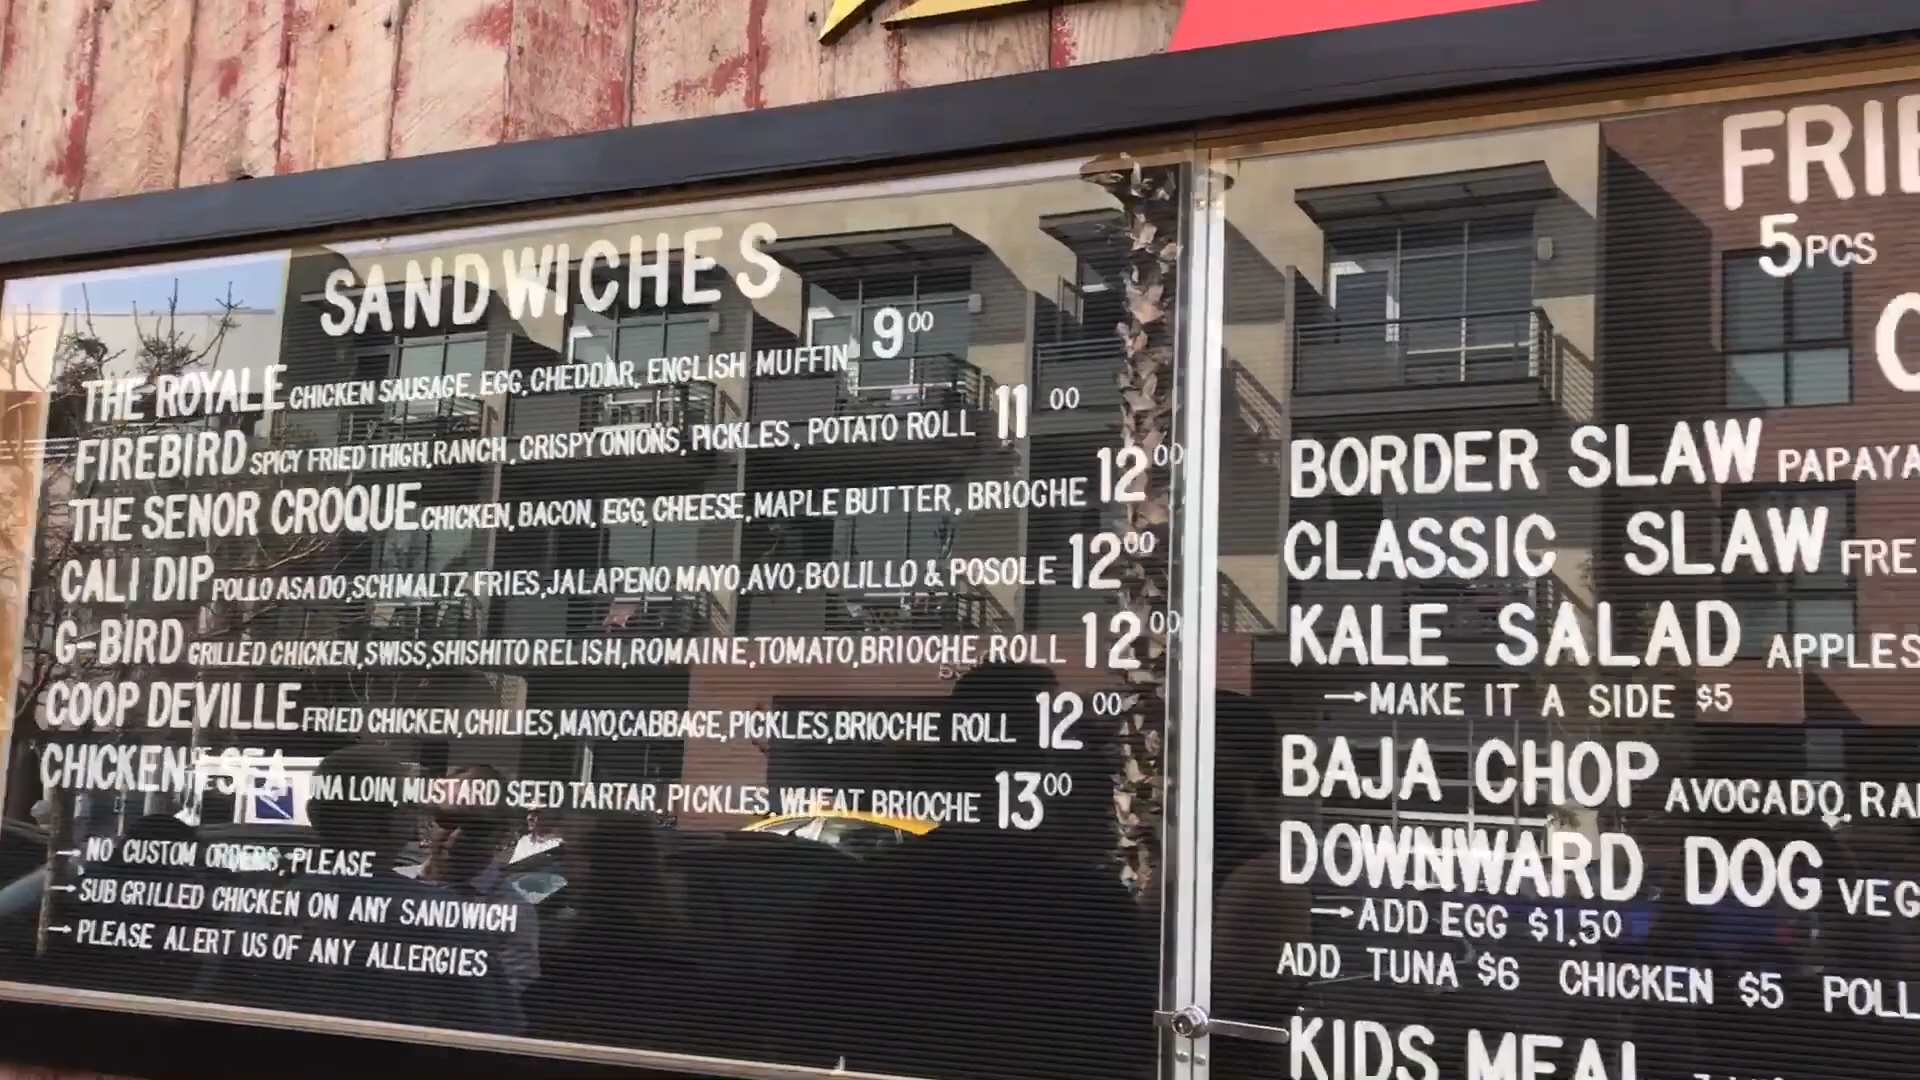 SANDWICHES
THE ROYALE CHICKEN SAUSAGE, EGG, CHEDDAR, ENGLISH MUFFIN 9 00
FIREBIRD SPICY FRIED THIGH, RANCH, CRISPY ONIONS, PICKLES, POTATO ROLL 11 00
THE SENOR CROQUE CHICKEN, BACON, EGG, CHEESE, MAPLE BUTTER, BRIOCHE 12 00
CALI DIP POLLO ASADO, SCHMALTZ FRIES, JALAPENO MAYO, AVO, BOLILLO & POSOLE 12 00
G-BIRD GRILLED CHICKEN, SWISS, SHISHITO RELISH, ROMAINE, TOMATO, BRIOCHE ROLL 12 00
COOP DEVILLE FRIED CHICKEN, CHILIES, MAYO, CABBAGE, PICKLES, BRIOCHE ROLL 12 00
CHICKEN OF THE SEA LOIN, MUSTARD SEED TARTAR, PICKLES, WHEAT BRIOCHE 13 00
→NO CUSTOM ORDERS, PLEASE
→SUB GRILLED CHICKEN ON ANY SANDWICH
→PLEASE ALERT US OF ANY ALLERGIES
FRIE
5 PCS
BORDER SLAW PAPAYA
CLASSIC SLAW FRE
KALE SALAD APPLES
→MAKE IT A SIDE $5
BAJA CHOP AVOCADO, RA
DOWNWARD DOG VEG
→ADD EGG $1.50
ADD TUNA $6 CHICKEN $5 POLL
KIDS MEAL